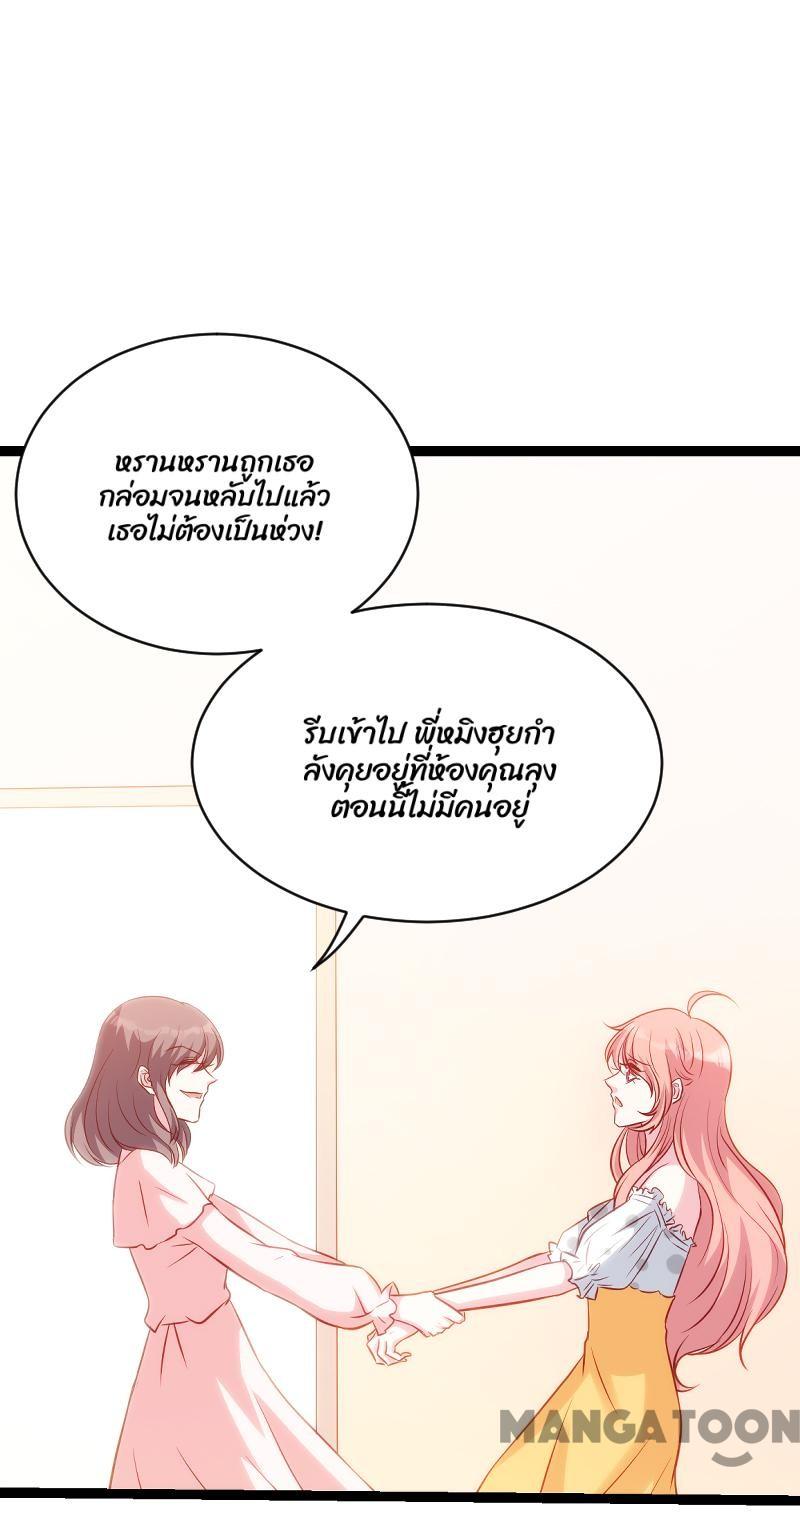 หรานหรานถูกเธอ
กล่อมจนหลับไปแล้ว
เธอไม่ต้องเป็นห่วง!
รีบเข้าไป พี่หมิงฮุยกำ
ลังคุยอยู่ที่ห้องคุณลุง
ตอนนี้ไม่มีคนอยู่
MANGATOON